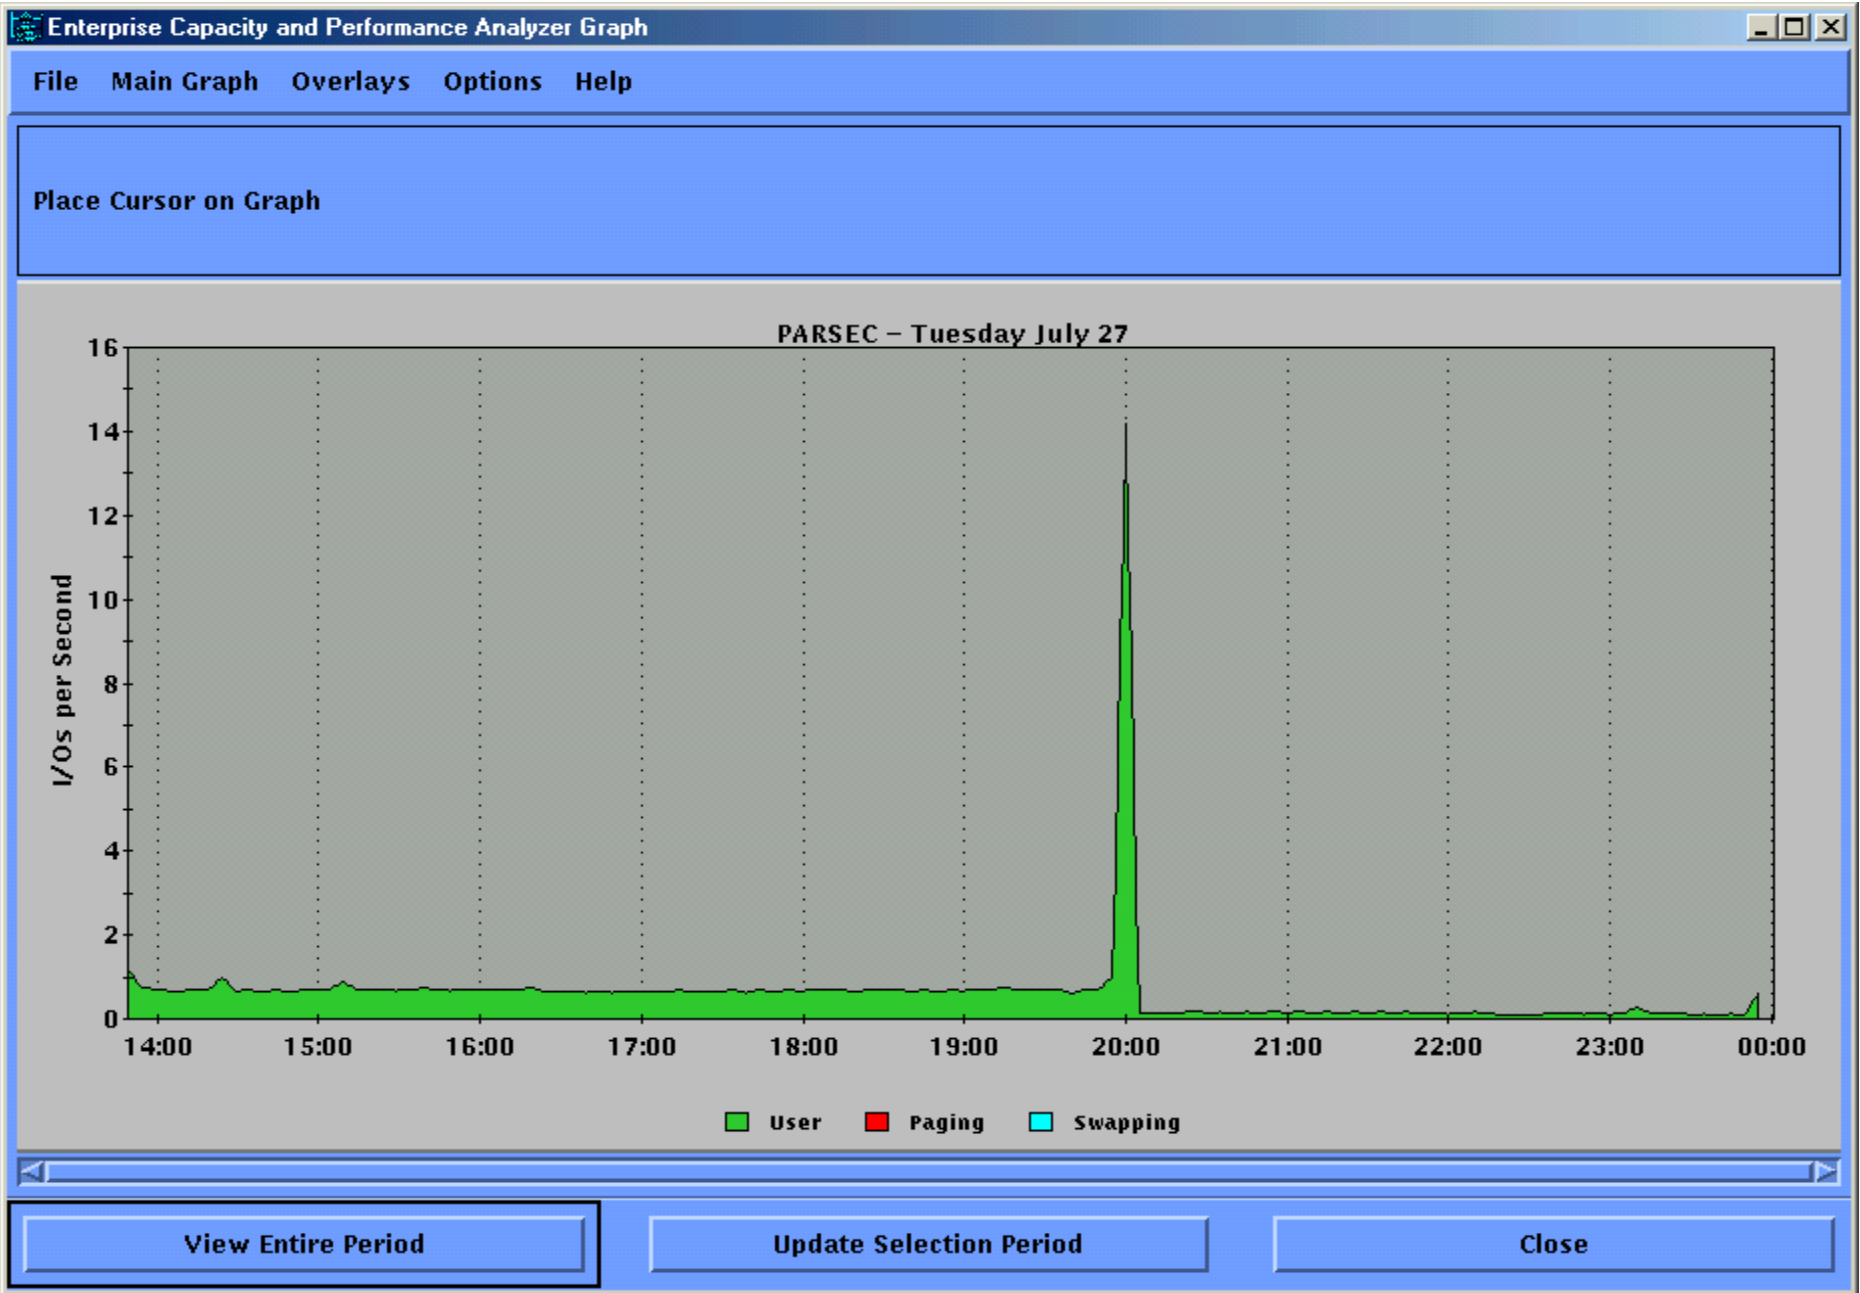 Enterprise Capacity and Performance Analyzer Graph
File Main Graph Overlays Options Help
Place Cursor on Graph
PARSEC – Tuesday July 27
16
14
12
10
8
6
4
2
0
I/Os per Second
14:00 15:00 16:00 17:00 18:00 19:00 20:00 21:00 22:00 23:00 00:00
User Paging Swapping
View Entire Period Update Selection Period Close